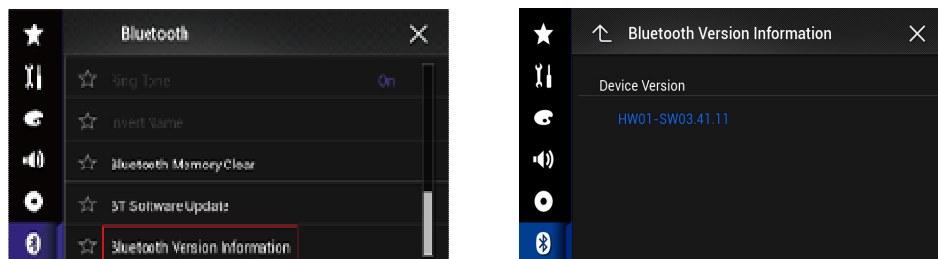 Bluetooth
Ring Tone On
Invert Name
Bluetooth Memory Clear
BT Software Update
Bluetooth Version Information
Bluetooth Version Information
Device Version
HW01-SW03.41.11